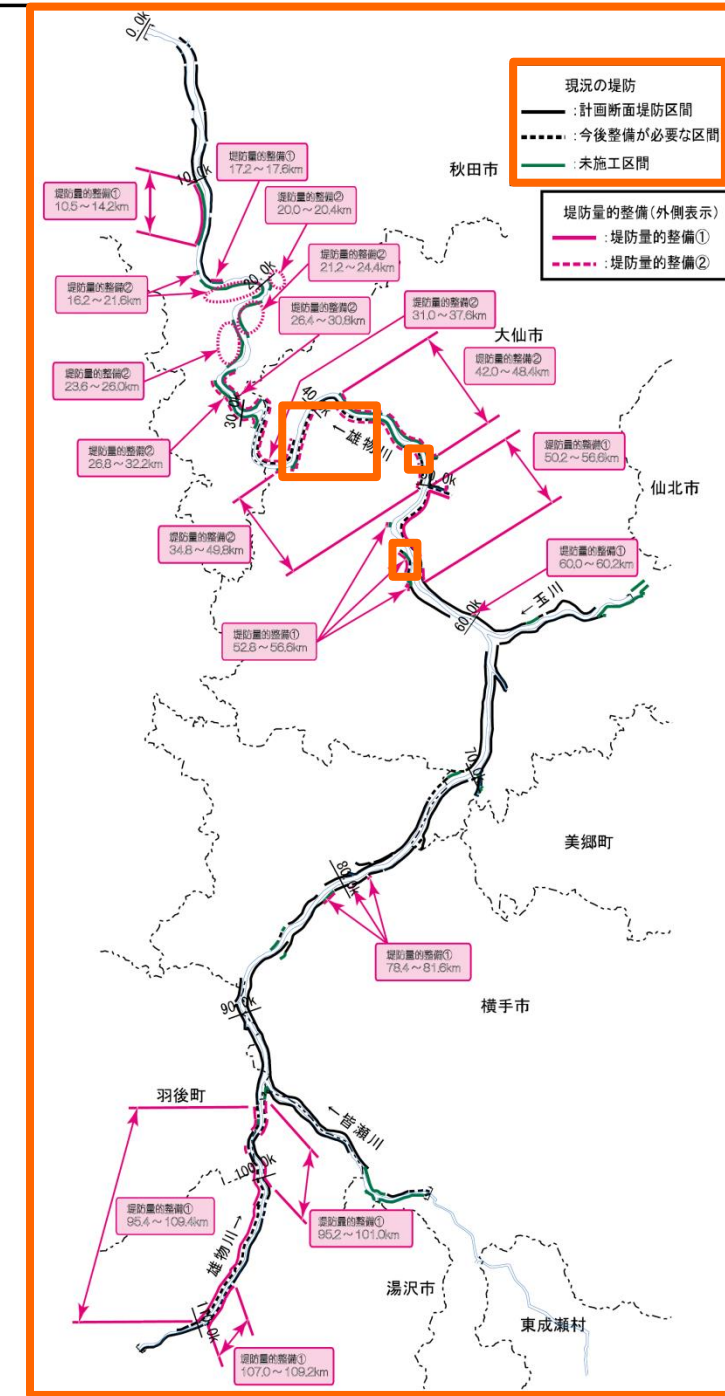 0.0k
現況の堤防
:計画断面堤防区間
:今後整備が必要な区間
:未施工区間
堤防量的整備(外側表示)
:堤防量的整備①
:堤防量的整備②
秋田市
堤防量的整備①
17.2～17.6km
10.0k
堤防量的整備①
10.5～14.2km
堤防量的整備②
20.0～20.4km
堤防量的整備②
21.2～24.4km
20.0k
堤防量的整備②
16.2～21.6km
堤防量的整備②
26.4～30.8km
堤防量的整備②
31.0～37.6km
大仙市
堤防量的整備②
42.0～48.4km
堤防量的整備②
23.6～26.0km
30.0k
←雄物川
堤防量的整備②
26.8～32.2km
堤防量的整備①
50.2～56.6km
仙北市
堤防量的整備②
34.8～49.8km
堤防量的整備①
60.0～60.2km
60.0k
←玉川
堤防量的整備①
52.8～56.6km
70.0k
美郷町
80.0k
堤防量的整備①
78.4～81.6km
横手市
90.0k
羽後町
←皆瀬川
100.0k
堤防量的整備①
95.4～109.4km
堤防量的整備①
95.2～101.0km
雄物川→
湯沢市
東成瀬村
堤防量的整備①
107.0～109.2km